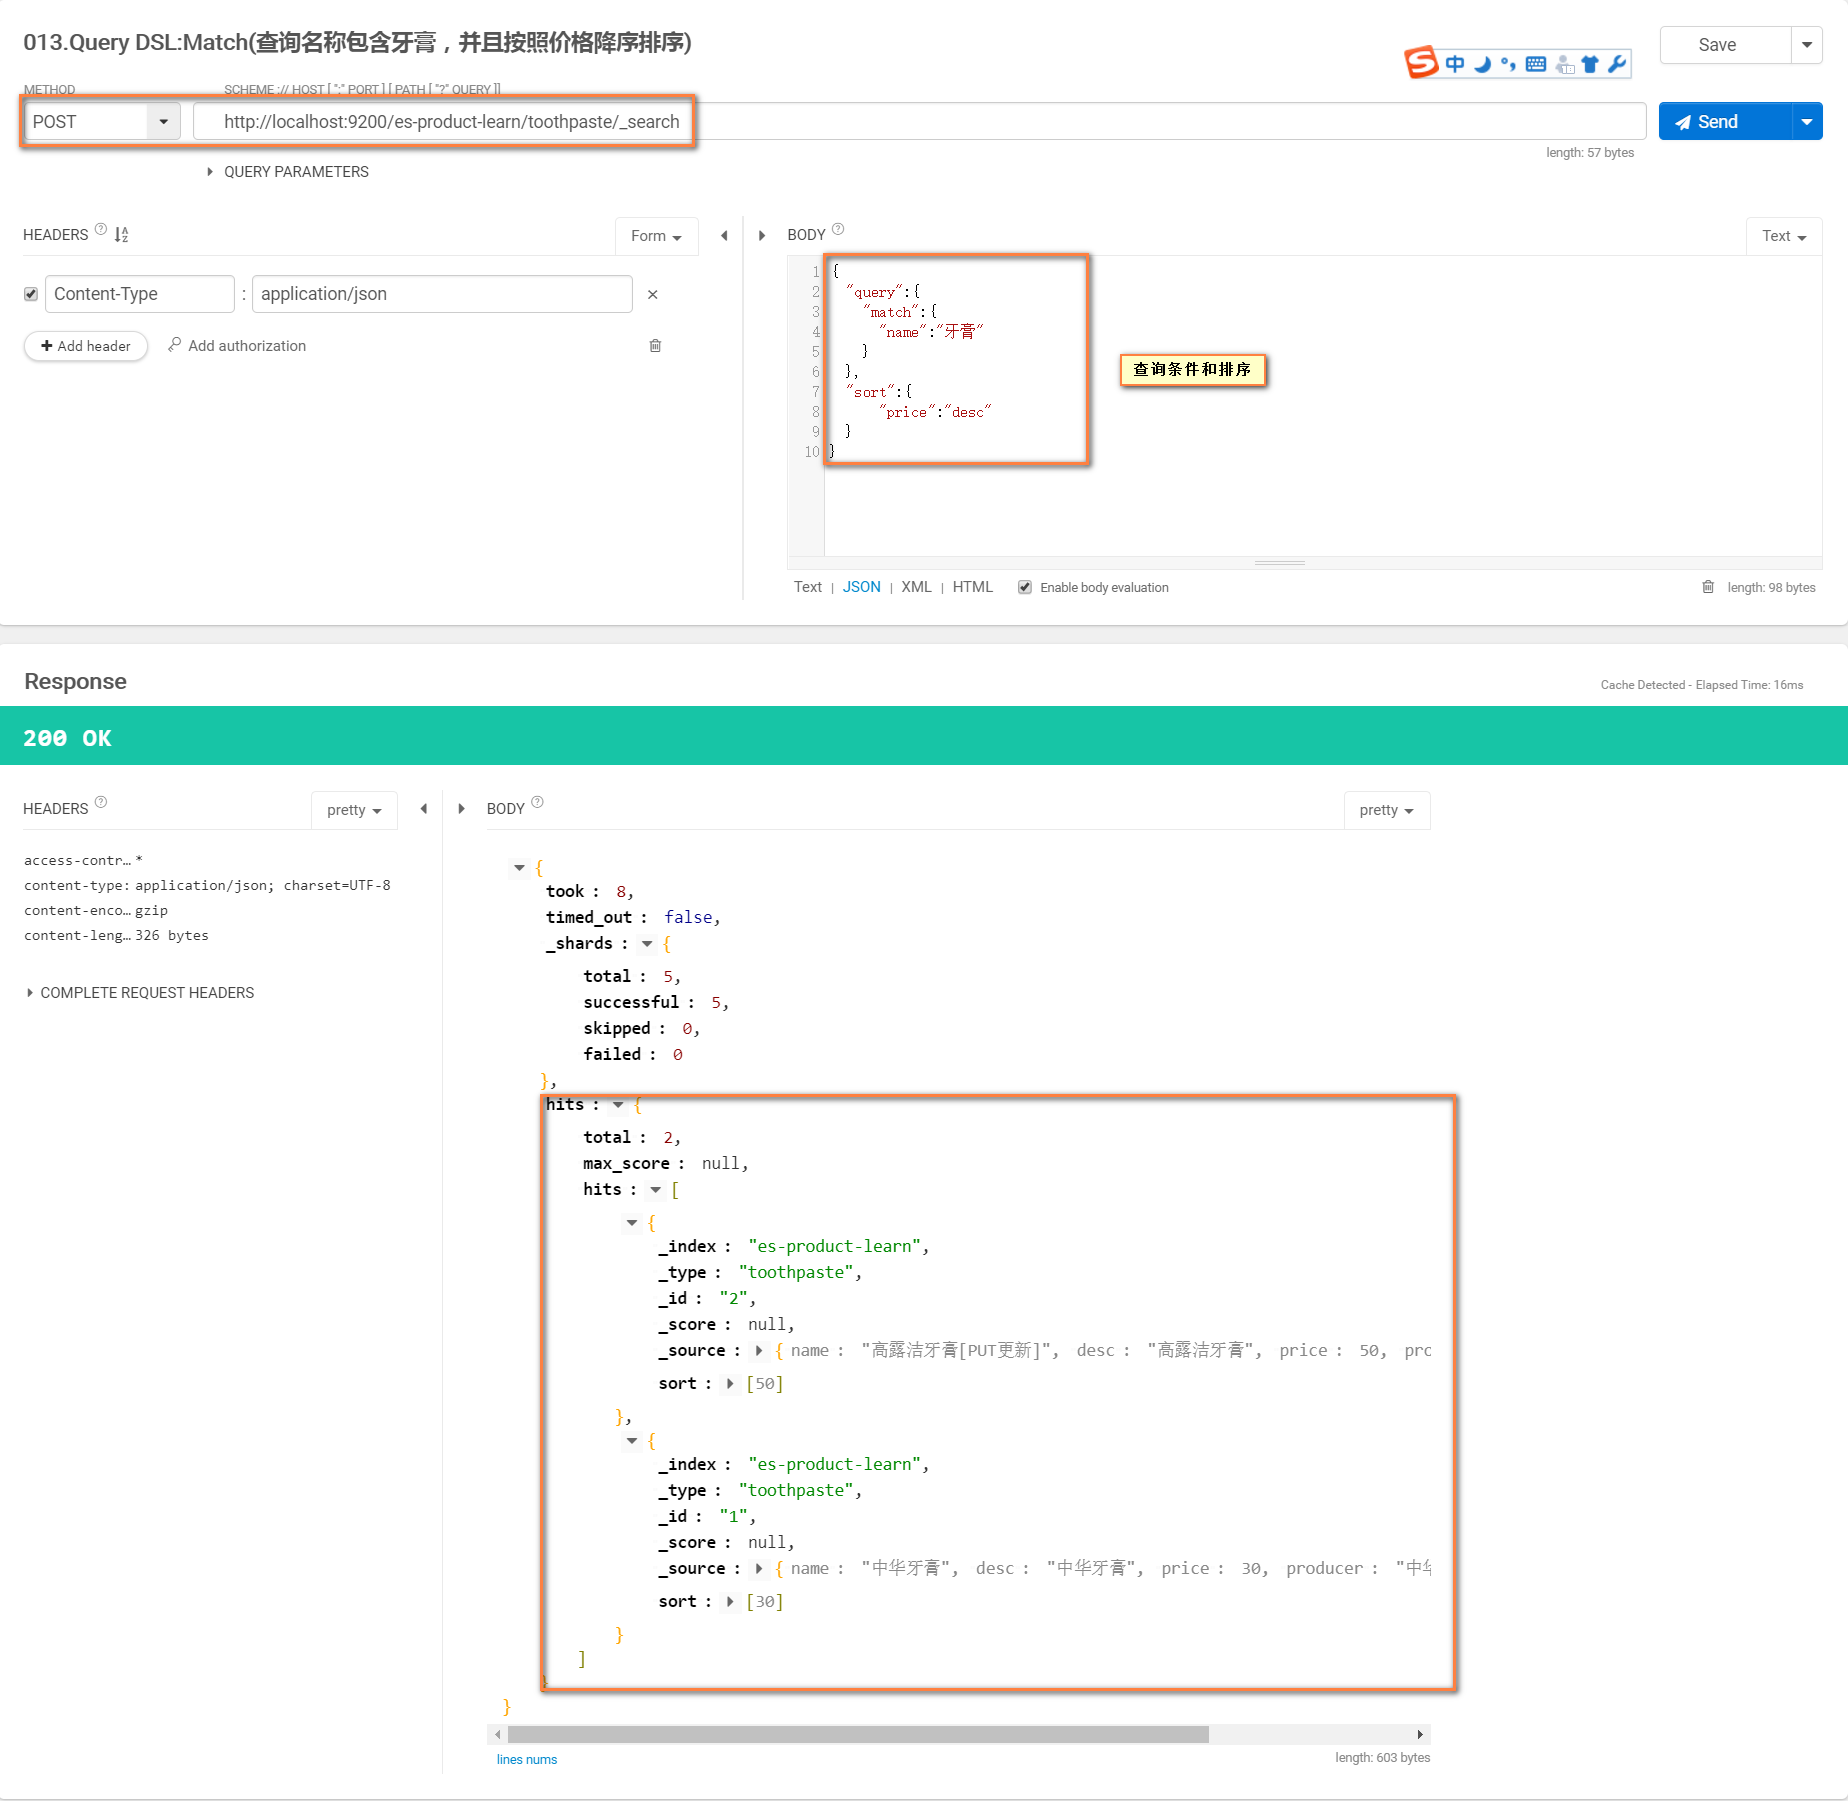 013.Query DSL:Match(查询名称包含牙膏，并且按照价格降序排序)
中
Save
METHOD
SCHEME :// HOST [ ":" PORT ] [ PATH [ "?" QUERY ]]
POST
http://localhost:9200/es-product-learn/toothpaste/_search
Send
length: 57 bytes
QUERY PARAMETERS
HEADERS
Form
BODY
Text
Content-Type : application/json
Add header
Add authorization
1 {
2 "query":{
3 "match":{
4 "name":"牙膏"
5 }
6 },
7 "sort":{
8 "price":"desc"
9 }
10 }
查询条件和排序
Text | JSON | XML | HTML
Enable body evaluation
length: 98 bytes
Response
Cache Detected - Elapsed Time: 16ms
200 OK
HEADERS
pretty
BODY
pretty
access-contr… *
content-type: application/json; charset=UTF-8
content-enco… gzip
content-leng… 326 bytes
COMPLETE REQUEST HEADERS
{
took : 8,
timed_out : false,
_shards : {
total : 5,
successful : 5,
skipped : 0,
failed : 0
},
hits : {
total : 2,
max_score : null,
hits : [
{
_index : "es-product-learn",
_type : "toothpaste",
_id : "2",
_score : null,
_source : { name : "高露洁牙膏[PUT更新]", desc : "高露洁牙膏", price : 50, pro
sort : [50]
},
{
_index : "es-product-learn",
_type : "toothpaste",
_id : "1",
_score : null,
_source : { name : "中华牙膏", desc : "中华牙膏", price : 30, producer : "中华
sort : [30]
}
]
}
}
lines nums
length: 603 bytes